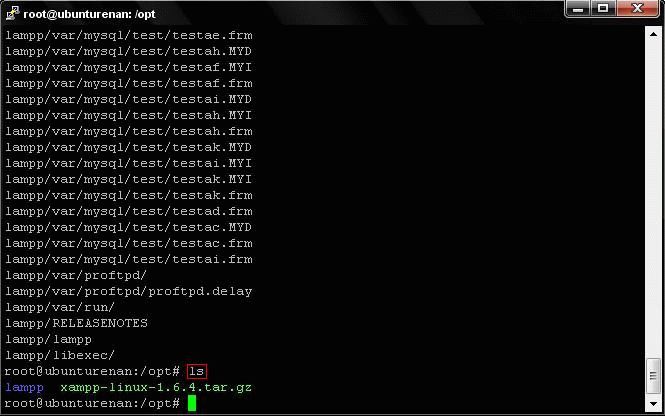 root@ubunturenan: /opt
lampp/var/mysql/test/testae.frm
lampp/var/mysql/test/testah.MYD
lampp/var/mysql/test/testaf.MYI
lampp/var/mysql/test/testaf.frm
lampp/var/mysql/test/testai.MYD
lampp/var/mysql/test/testah.MYI
lampp/var/mysql/test/testah.frm
lampp/var/mysql/test/testak.MYD
lampp/var/mysql/test/testai.MYI
lampp/var/mysql/test/testak.MYI
lampp/var/mysql/test/testak.frm
lampp/var/mysql/test/testad.frm
lampp/var/mysql/test/testac.MYD
lampp/var/mysql/test/testac.frm
lampp/var/mysql/test/testai.frm
lampp/var/proftpd/
lampp/var/proftpd/proftpd.delay
lampp/var/run/
lampp/RELEASENOTES
lampp/lampp
lampp/libexec/
root@ubunturenan:/opt# ls
lampp  xampp-linux-1.6.4.tar.gz
root@ubunturenan:/opt#